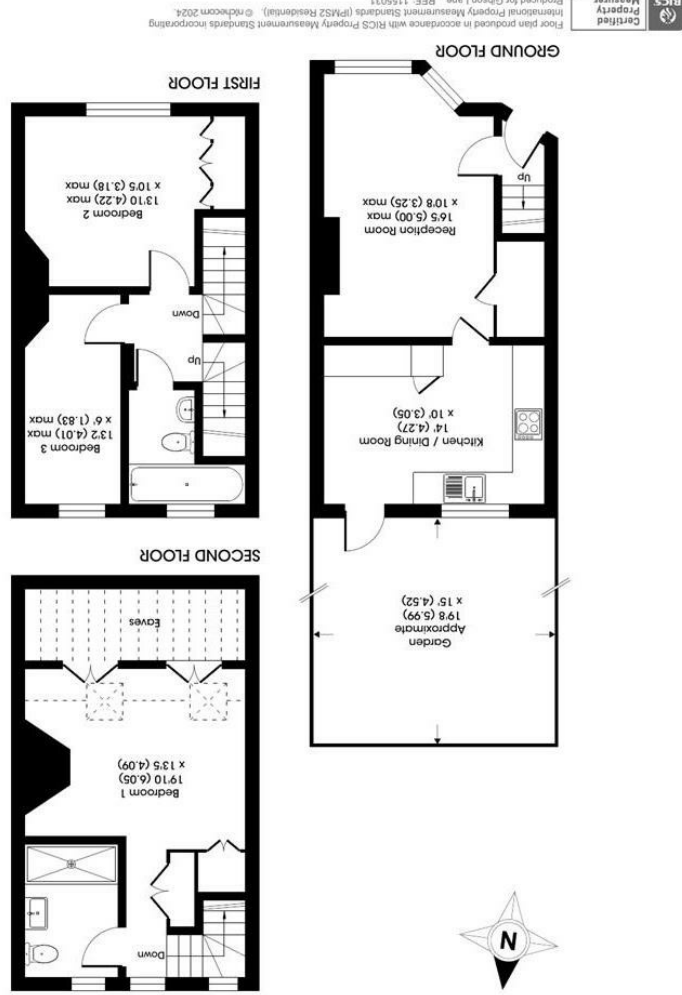 N
Garden
Approximate
19'8 (5.99)
x 15' (4.52)
Kitchen / Dining Room
14' (4.27)
x 10' (3.05)
Reception Room
16'5 (5.00) max
x 10'8 (3.25) max
Up
GROUND FLOOR
Down
Bedroom 1
19'10 (6.05)
x 13'5 (4.09)
Eaves
SECOND FLOOR
Bedroom 3
13'2 (4.01) max
x 6' (1.83) max
Up
Down
Bedroom 2
13'10 (4.22) max
x 10'5 (3.18) max
FIRST FLOOR
Certified
Property
Measurer
RICS
Floor plan produced in accordance with RICS Property Measurement Standards incorporating
International Property Measurement Standards (IPMS2 Residential). © nichecom 2024.